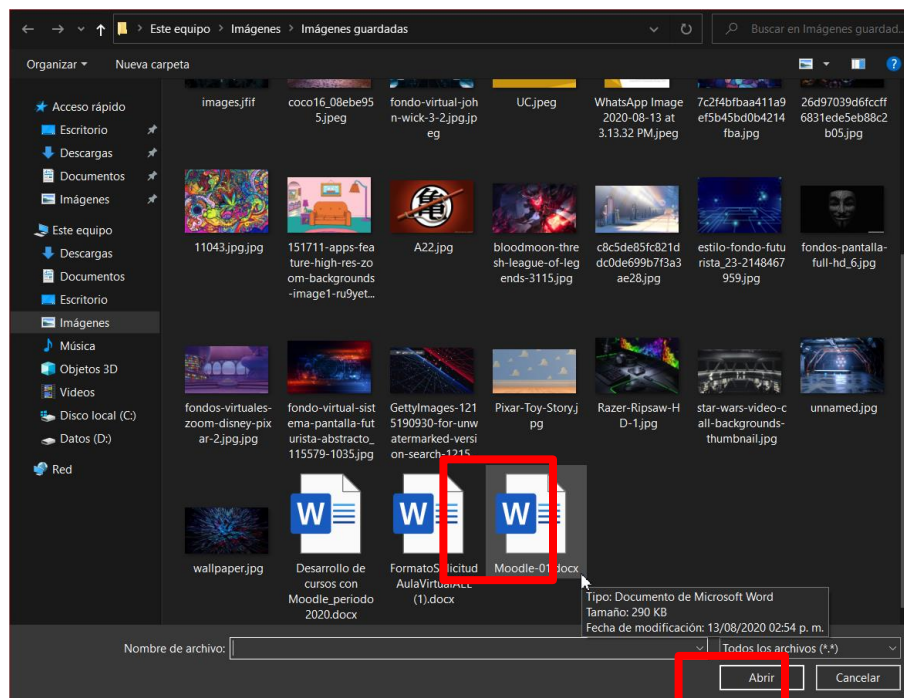 Este equipo > Imágenes > Imágenes guardadas
Buscar en Imágenes guardad...
Organizar
Nueva carpeta
Acceso rápido
Escritorio
Descargas
Documentos
Imágenes
Este equipo
Descargas
Documentos
Escritorio
Imágenes
Música
Objetos 3D
Videos
Disco local (C:)
Datos (D:)
Red
images.jfif
coco16_08ebe95
5.jpeg
fondo-virtual-joh
n-wick-3-2.jpg.jp
eg
UC.jpeg
WhatsApp Image
2020-08-13 at
3.13.32 PM.jpeg
7c2f4bfbaa411a9
ef5b45bd0b4214
fba.jpg
26d97039d6fccff
6831ede5eb88c2
b05.jpg
11043.jpg.jpg
151711-apps-fea
ture-high-res-zo
om-backgrounds
-image1-ru9yet...
A22.jpg
bloodmoon-thre
sh-league-of-leg
ends-3115.jpg
c8c5de85fc821d
dc0de699b7f3a3
ae28.jpg
estilo-fondo-futu
rista_23-2148467
959.jpg
fondos-pantalla-
full-hd_6.jpg
fondos-virtuales-
zoom-disney-pix
ar-2.jpg.jpg
fondo-virtual-sist
ema-pantalla-fut
urista-abstracto_
115579-1035.jpg
GettyImages-121
5190930-for-unw
atermarked-versi
on-search-1215
Pixar-Toy-Story.j
pg
Razer-Ripsaw-H
D-1.jpg
star-wars-video-c
all-backgrounds-
thumbnail.jpg
unnamed.jpg
wallpaper.jpg
W
Desarrollo de
cursos con
Moodle_periodo
2020.docx
W
(1).docx
W
Moodle-01.docx
Tipo: Documento de Microsoft Word
Tamaño: 290 KB
Fecha de modificación: 13/08/2020 02:54 p. m.
Nombre de archivo:
Todos los archivos (*.*)
Abrir
Cancelar